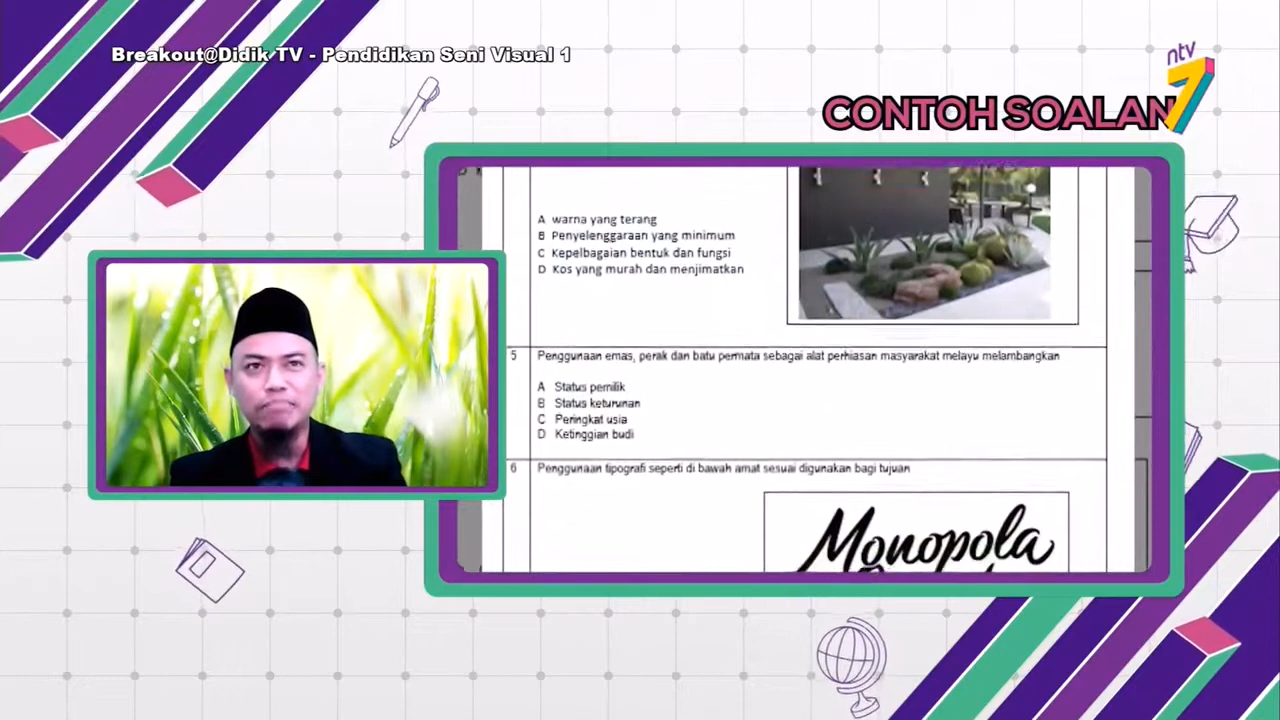 Breakout@Didik TV - Pendidikan Seni Visual 1
ntv
7
CONTOH SOALAN
A warna yang terang
B Penyelenggaraan yang minimum
C Kepelbagaian bentuk dan fungsi
D Kos yang murah dan menjimatkan
5 Penggunaan emas, perak dan batu permata sebagai alat perhiasan masyarakat melayu melambangkan
A Status pemilik
B Status keturunan
C Peringkat usia
D Ketinggian budi
6 Penggunaan tipografi seperti di bawah amat sesuai digunakan bagi tujuan
Monopola